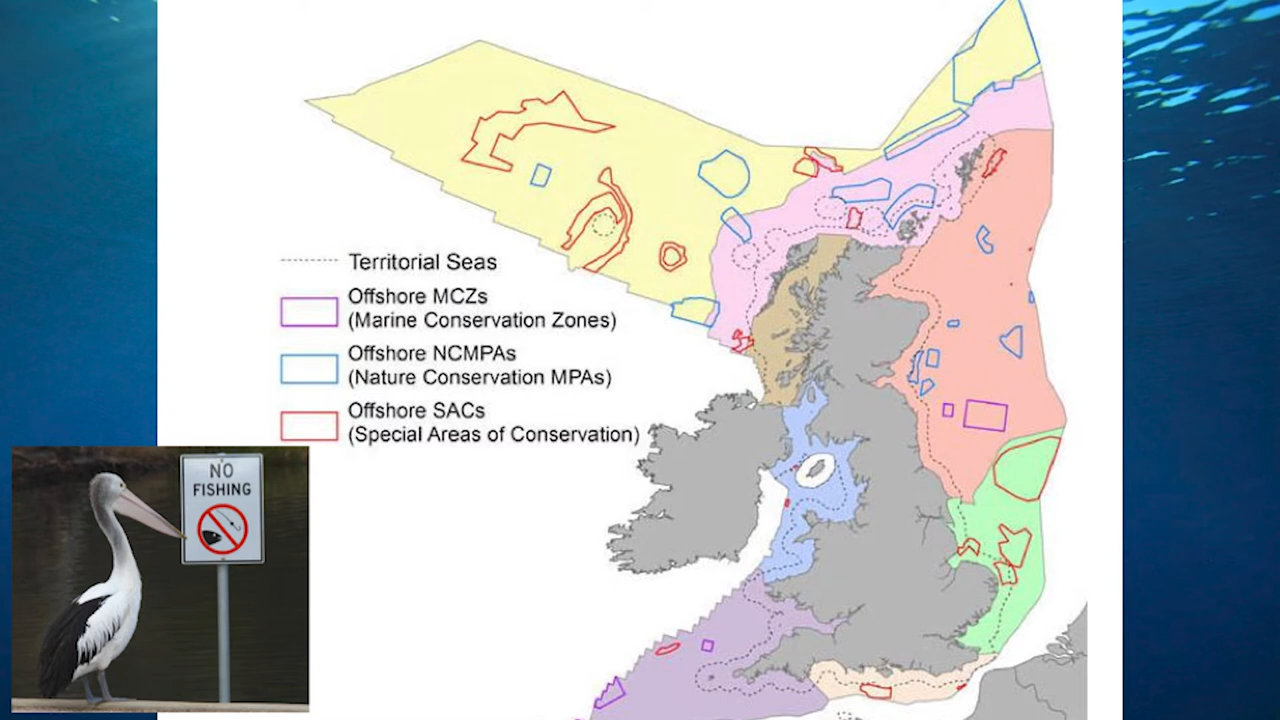 Territorial Seas
Offshore MCZs
(Marine Conservation Zones)
Offshore NCMPAs
(Nature Conservation MPAs)
Offshore SACs
(Special Areas of Conservation)
NO
FISHING